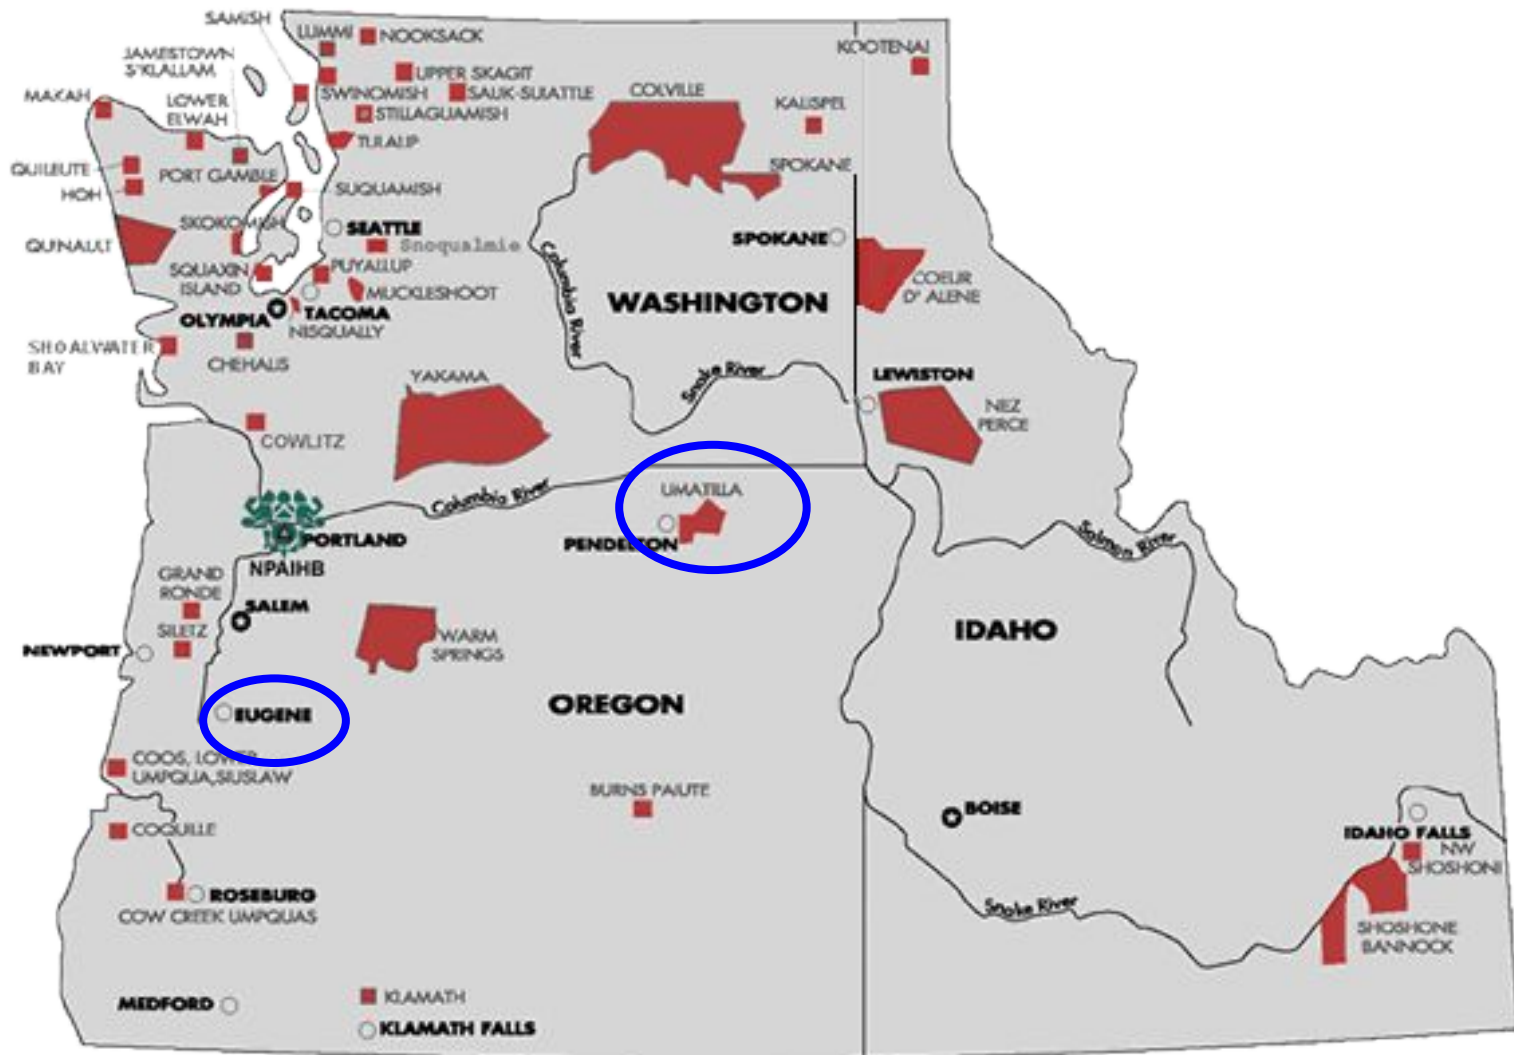 SAMISH
LUMMI
NOOKSACK
JAMESTOWN
S'KLALLAM
KOOTENAI
UPPER SKAGIT
MAKAH
LOWER
ELWAH
SWINOMISH
SAUK-SUIATTLE
COLVILLE
KALISPEL
STILLAGUAMISH
TULALIP
QUILEUTE
PORT GAMBLE
SPOKANE
HOH
SUQUAMISH
SKOKOMISH
SEATTLE
QUINAULT
Snoqualmie
SPOKANE
SQUAXIN
ISLAND
PUYALLUP
COEUR
D' ALENE
MUCKLESHOOT
Columbia River
WASHINGTON
OLYMPIA
TACOMA
NISQUALLY
SHOALWATER
BAY
CHEHALIS
YAKAMA
Snake River
LEWISTON
NEZ
PERCE
COWLITZ
Columbia River
UMATILLA
PORTLAND
PENDELTON
Salmon River
NPAIHB
GRAND
RONDE
SALEM
SILETZ
IDAHO
NEWPORT
WARM
SPRINGS
OREGON
EUGENE
COOS, LOWER
UMPQUA,SIUSLAW
BURNS PAIUTE
BOISE
COQUILLE
IDAHO FALLS
NW
SHOSHONI
ROSEBURG
COW CREEK UMPQUAS
Snake River
SHOSHONE
BANNOCK
MEDFORD
KLAMATH
KLAMATH FALLS